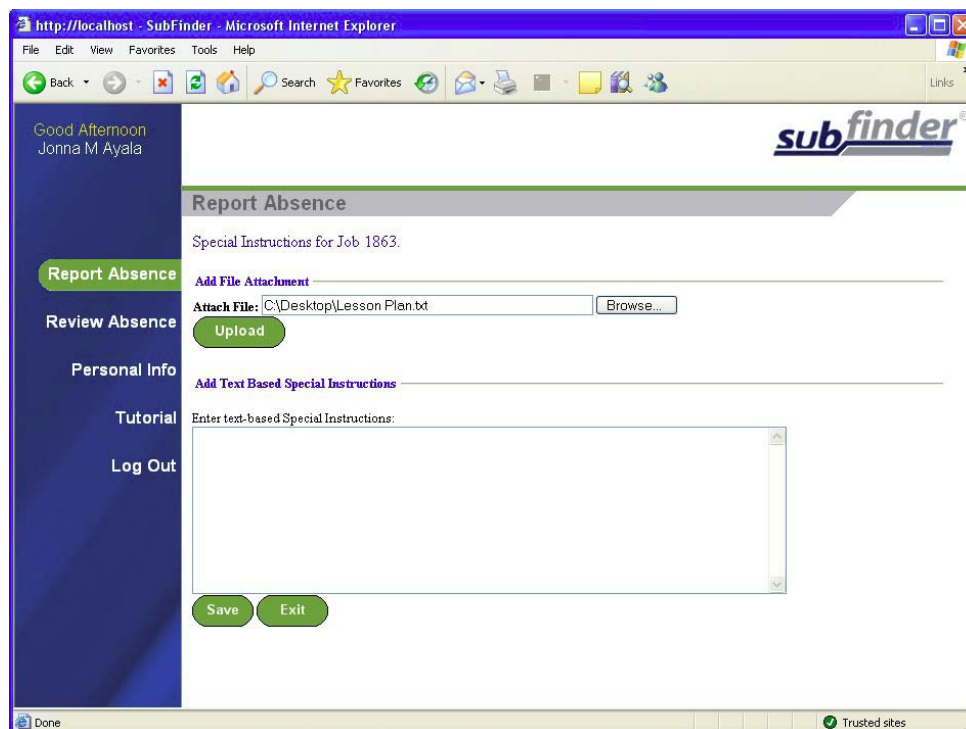 http://localhost - SubFinder - Microsoft Internet Explorer
File Edit View Favorites Tools Help
Back Search Favorites Links
Good Afternoon
Jonna M Ayala
subfinder®
Report Absence
Special Instructions for Job 1863.
Report Absence
Add File Attachment
Attach File: C:\Desktop\Lesson Plan.txt Browse...
Upload
Review Absence
Personal Info
Add Text Based Special Instructions
Tutorial
Enter text-based Special Instructions:
Log Out
Save Exit
Done Trusted sites